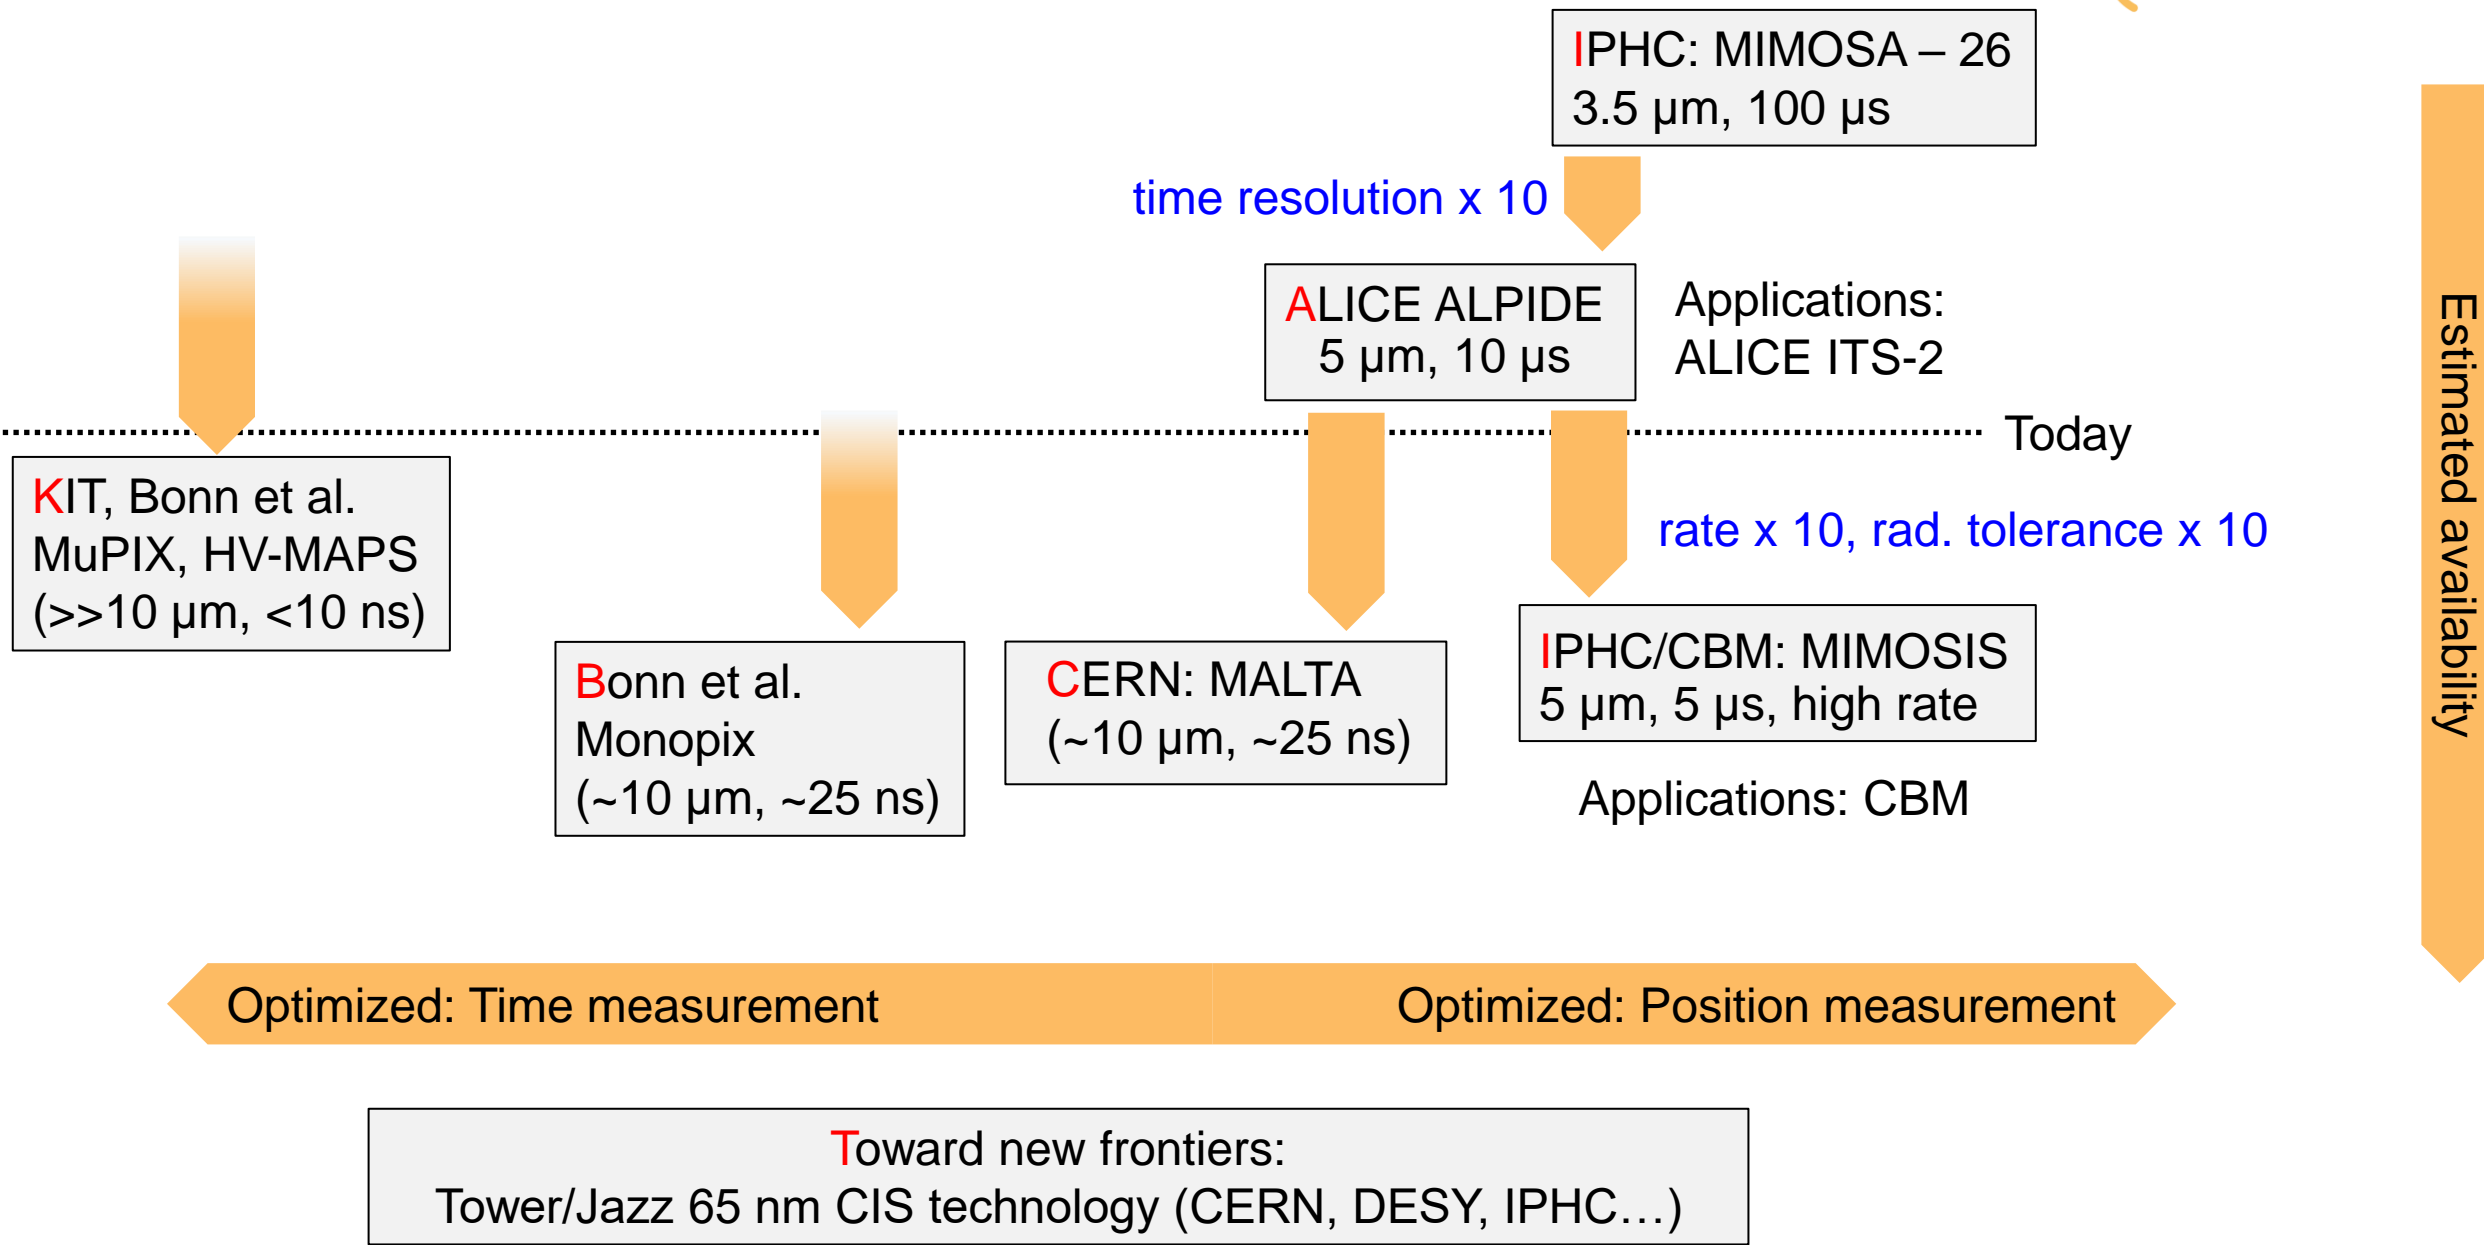 IPHC: MIMOSA – 26
3.5 µm, 100 µs
time resolution x 10
ALICE ALPIDE
5 µm, 10 µs
Applications:
ALICE ITS-2
Today
KIT, Bonn et al.
MuPIX, HV-MAPS
(>>10 µm, <10 ns)
rate x 10, rad. tolerance x 10
Bonn et al.
Monopix
(~10 µm, ~25 ns)
CERN: MALTA
(~10 µm, ~25 ns)
IPHC/CBM: MIMOSIS
5 µm, 5 µs, high rate
Applications: CBM
Estimated availability
Optimized: Time measurement
Optimized: Position measurement
Toward new frontiers:
Tower/Jazz 65 nm CIS technology (CERN, DESY, IPHC…)